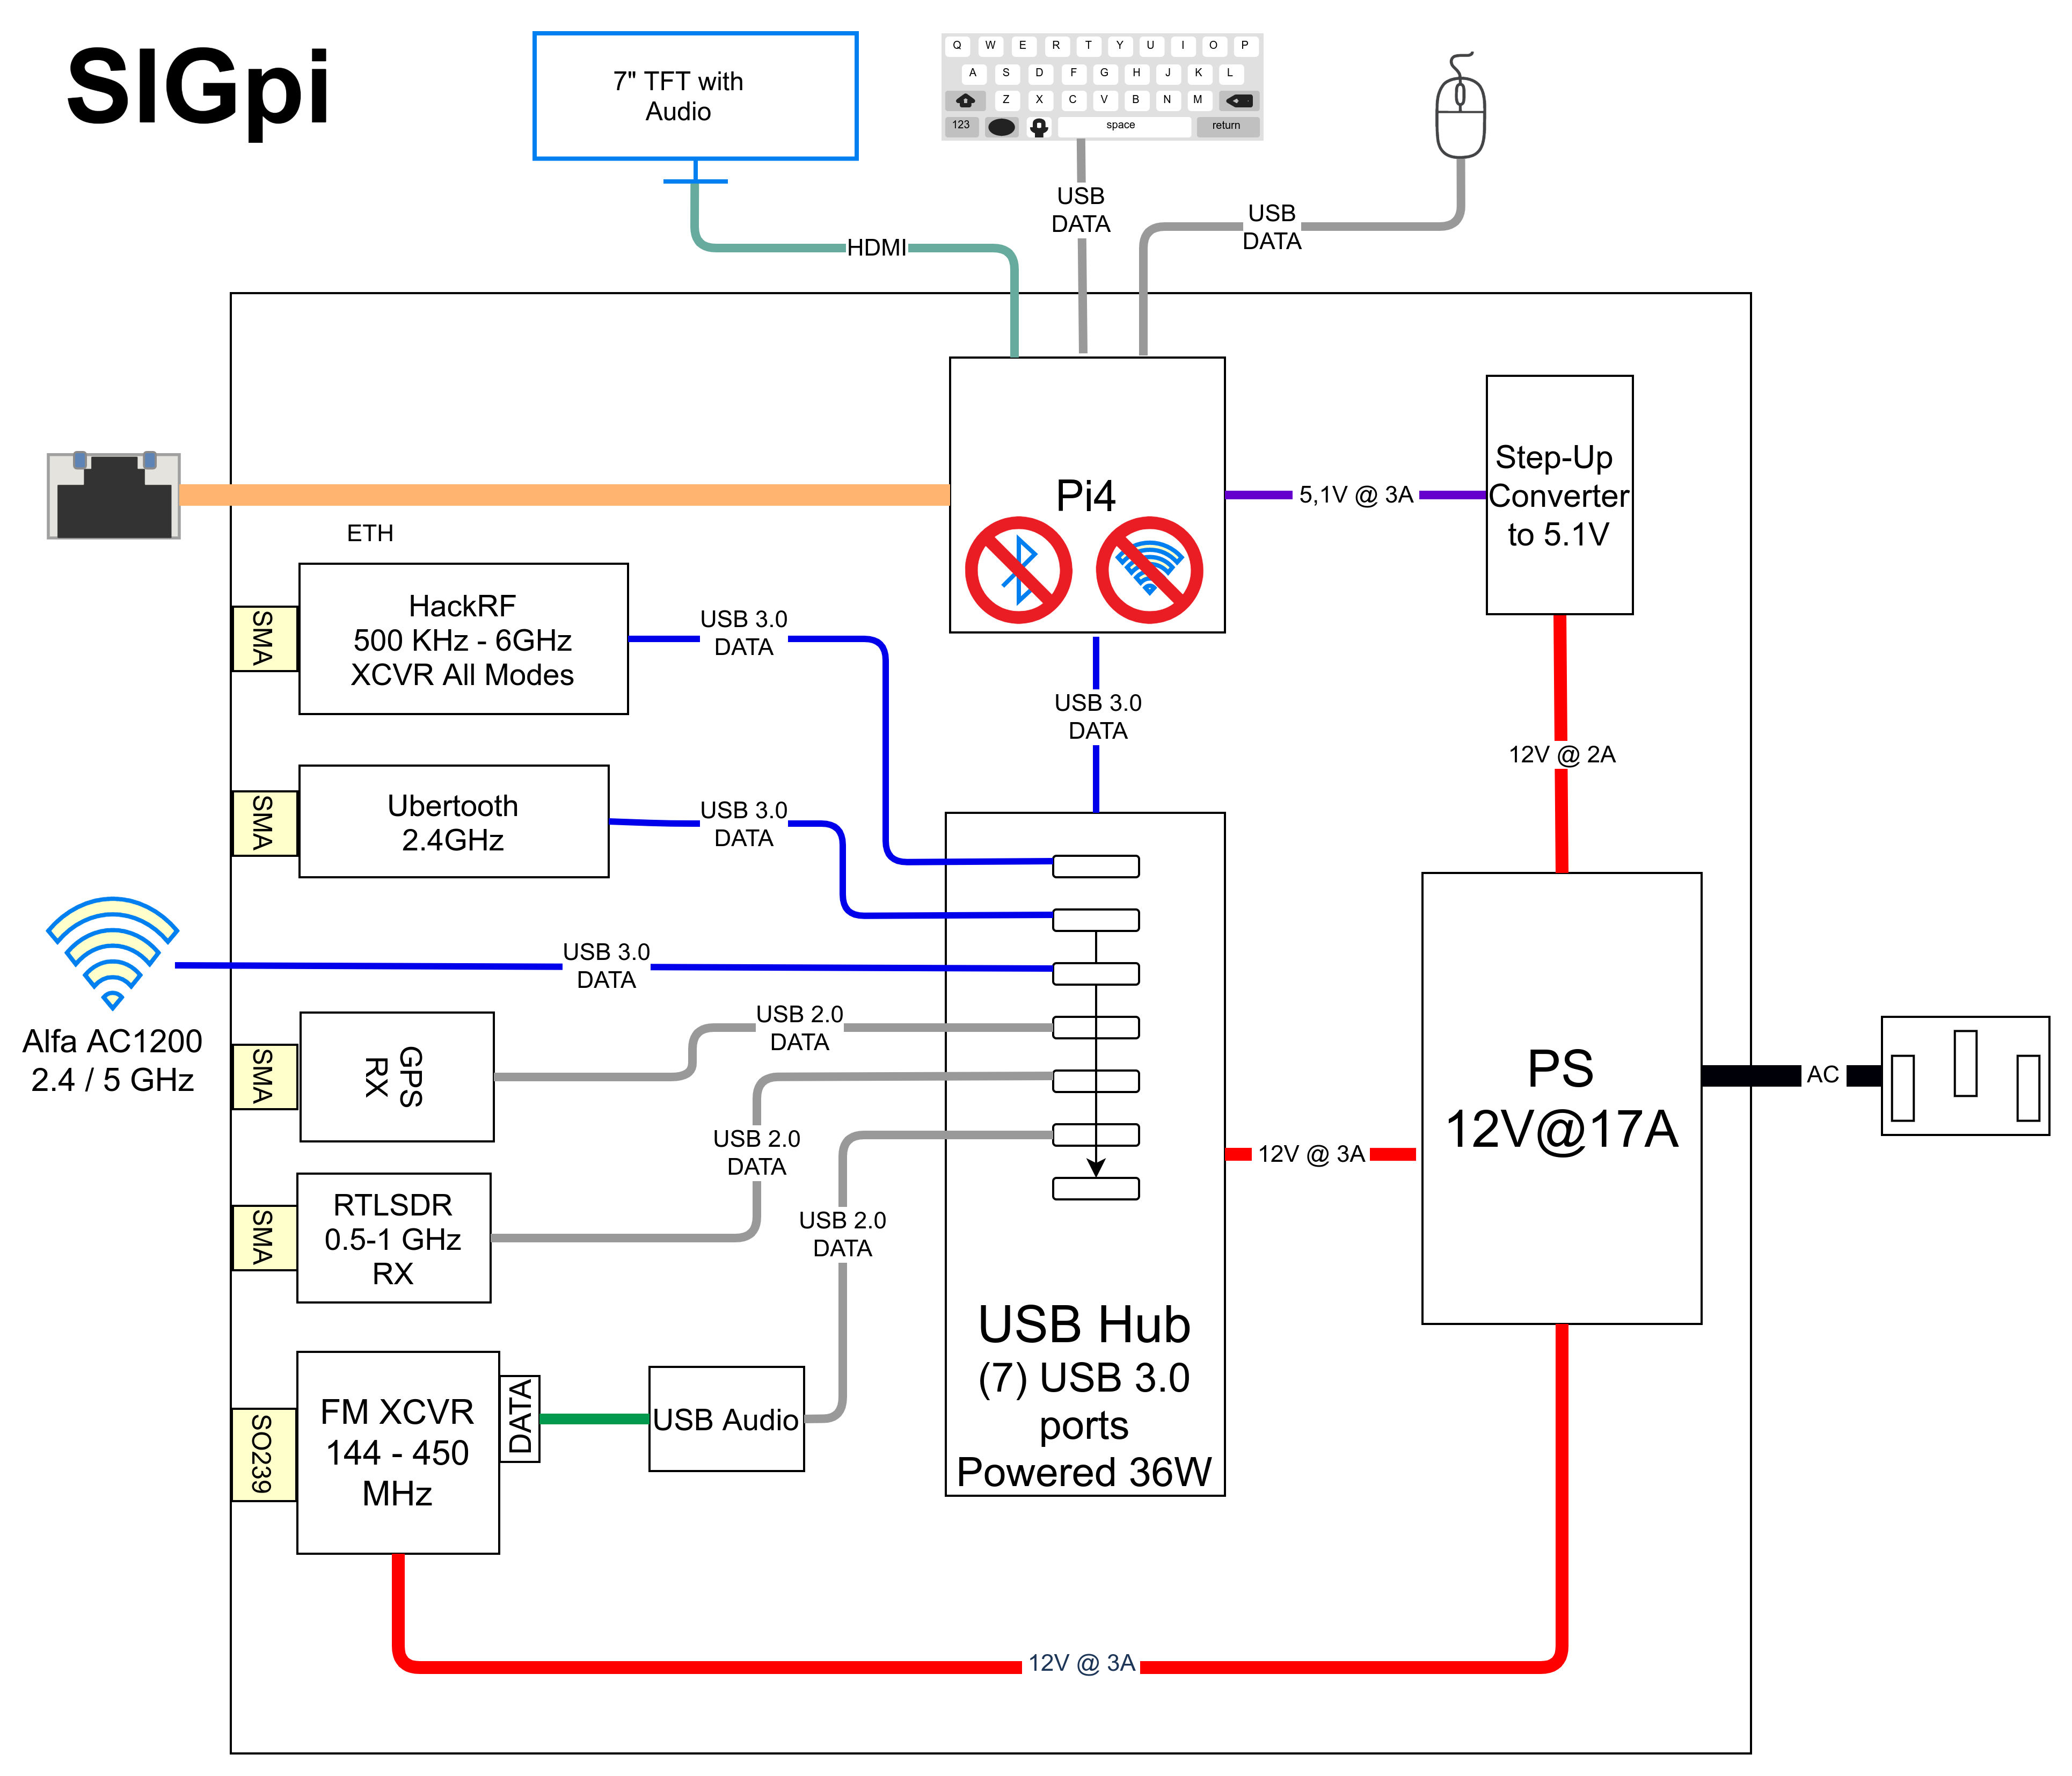 SIGpi
7" TFT with
Audio
Q W E R T Y U I O P
A S D F G H J K L
Z X C V B N M
123 space return
USB
DATA
USB
DATA
HDMI
Pi4
5,1V @ 3A
Step-Up
Converter
to 5.1V
ETH
SMA
HackRF
500 KHz - 6GHz
XCVR All Modes
USB 3.0
DATA
USB 3.0
DATA
12V @ 2A
SMA
Ubertooth
2.4GHz
USB 3.0
DATA
USB 3.0
DATA
Alfa AC1200
2.4 / 5 GHz
SMA
GPS
RX
USB 2.0
DATA
PS
12V@17A
AC
USB 2.0
DATA
12V @ 3A
SMA
RTLSDR
0.5-1 GHz
RX
USB 2.0
DATA
USB Hub
(7) USB 3.0
ports
Powered 36W
SO239
FM XCVR
144 - 450
MHz
DATA
USB Audio
12V @ 3A